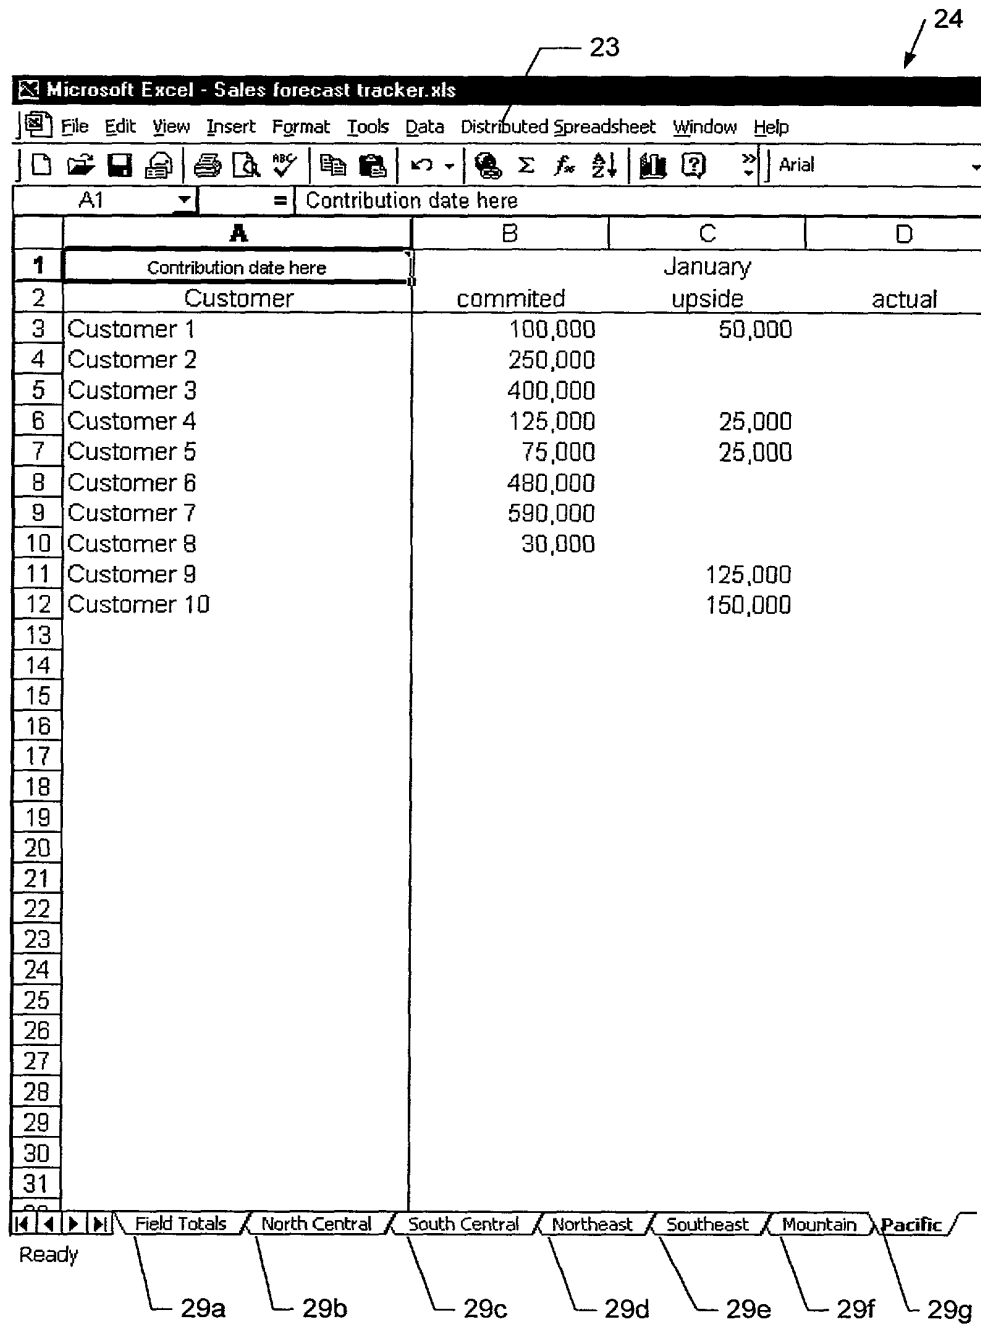 24
23
Microsoft Excel - Sales forecast tracker.xls
File Edit View Insert Format Tools Data Distributed Spreadsheet Window Help
ABC Σ fx A Z ? » Arial
A1 = Contribution date here
A B C D
1 Contribution date here January
2 Customer commited upside actual
3 Customer 1 100,000 50,000
4 Customer 2 250,000
5 Customer 3 400,000
6 Customer 4 125,000 25,000
7 Customer 5 75,000 25,000
8 Customer 6 480,000
9 Customer 7 590,000
10 Customer 8 30,000
11 Customer 9 125,000
12 Customer 10 150,000
13
14
15
16
17
18
19
20
21
22
23
24
25
26
27
28
29
30
31
Field Totals North Central South Central Northeast Southeast Mountain Pacific
Ready
29a 29b 29c 29d 29e 29f 29g